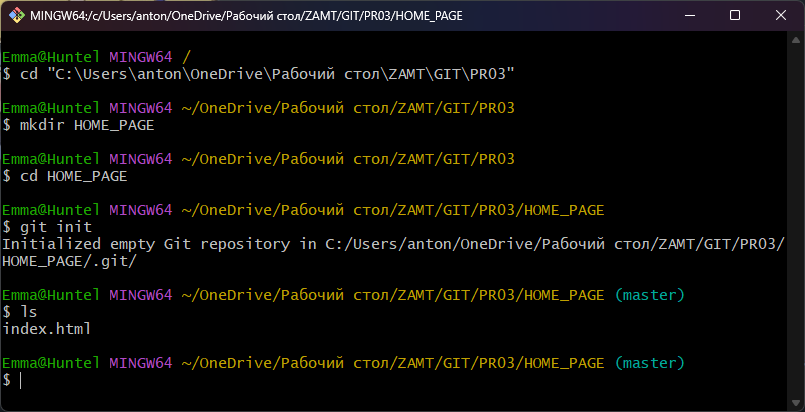 MINGW64:/c/Users/anton/OneDrive/Рабочий стол/ZAMT/GIT/PR03/HOME_PAGE
Emma@Huntel MINGW64 /
$ cd "C:\Users\anton\OneDrive\Рабочий стол\ZAMT\GIT\PR03"
Emma@Huntel MINGW64 ~/OneDrive/Рабочий стол/ZAMT/GIT/PR03
$ mkdir HOME_PAGE
Emma@Huntel MINGW64 ~/OneDrive/Рабочий стол/ZAMT/GIT/PR03
$ cd HOME_PAGE
Emma@Huntel MINGW64 ~/OneDrive/Рабочий стол/ZAMT/GIT/PR03/HOME_PAGE
$ git init
Initialized empty Git repository in C:/Users/anton/OneDrive/Рабочий стол/ZAMT/GIT/PR03/
HOME_PAGE/.git/
Emma@Huntel MINGW64 ~/OneDrive/Рабочий стол/ZAMT/GIT/PR03/HOME_PAGE (master)
$ ls
index.html
Emma@Huntel MINGW64 ~/OneDrive/Рабочий стол/ZAMT/GIT/PR03/HOME_PAGE (master)
$